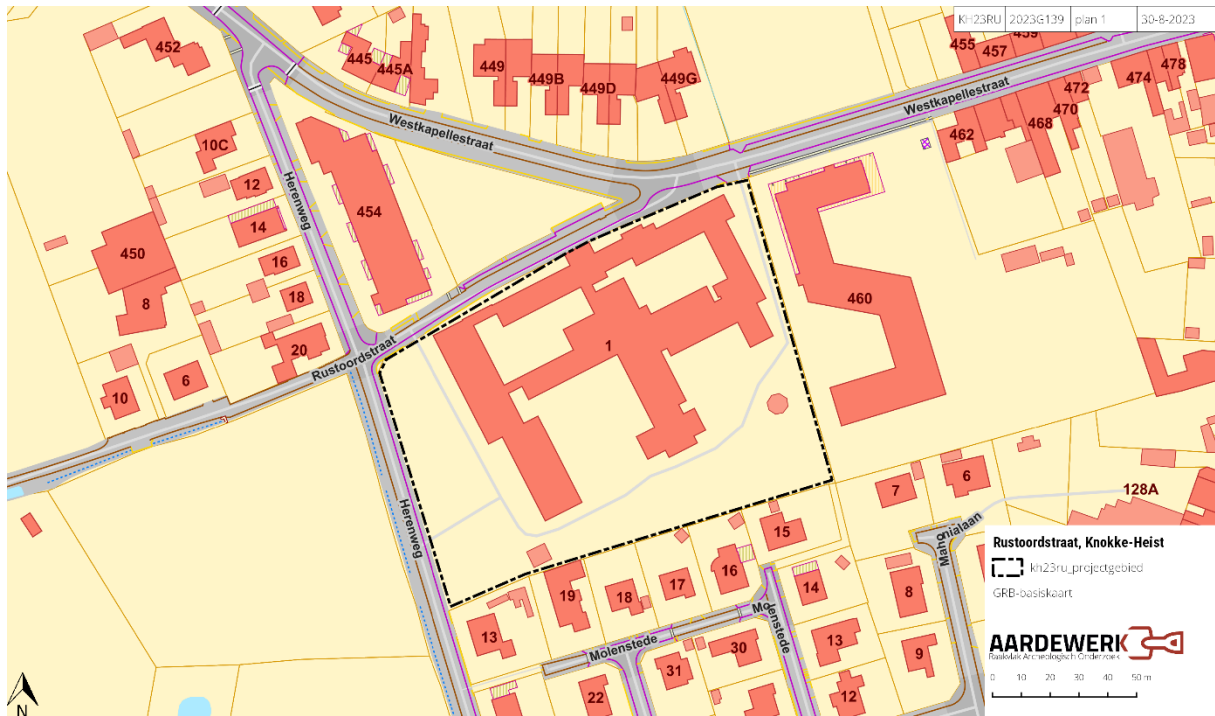 KH23RU 2023G139 plan 1 30-8-2023
452
445
445A
449
449B
449D
449G
455
457
459
474
478
472
470
468
462
Westkapellestraat
Westkapellestraat
10C
12
14
16
18
20
Herenweg
454
450
8
10
6
Rustoordstraat
1
460
Herenweg
7
6
128A
Mahonialaan
15
16
17
18
19
13
14
8
13
9
Molenstede
Molenstede
31
30
22
12
N
Rustoordstraat, Knokke-Heist
kh23ru_projectgebied
GRB-basiskaart
AARDEWERK
Raakvlak Archeologisch Onderzoek
0 10 20 30 40 50 m